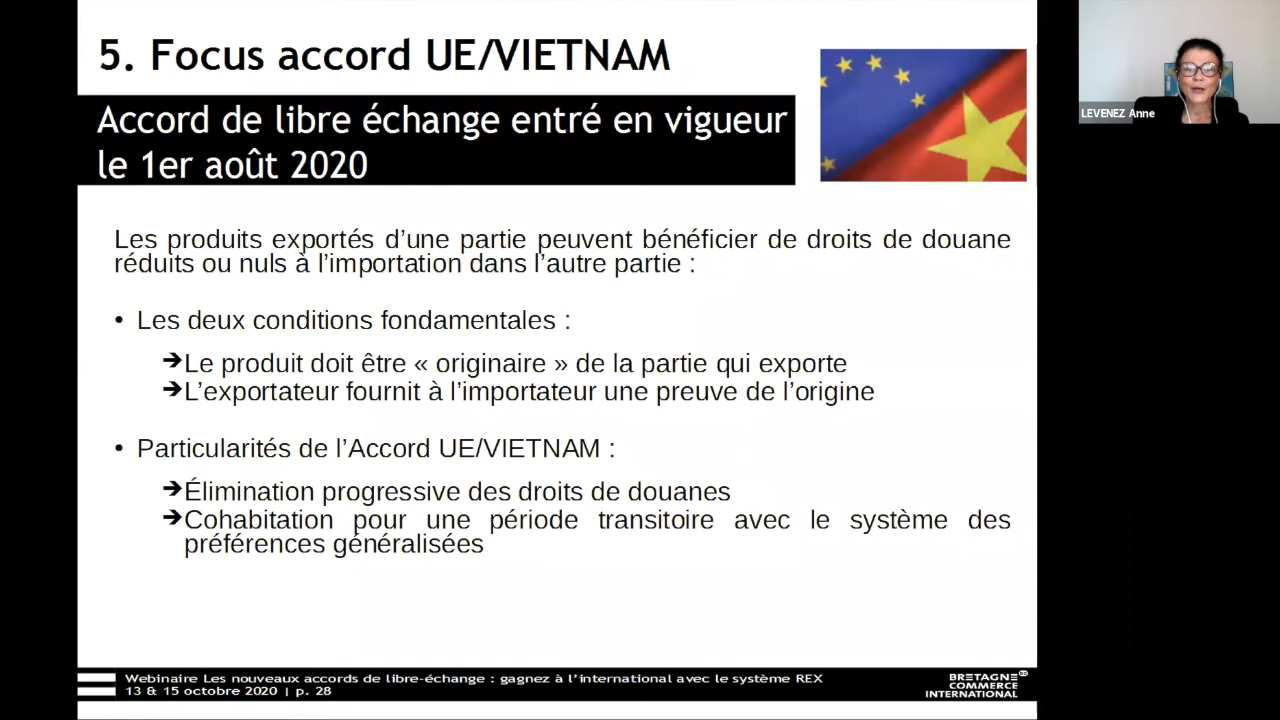 5. Focus accord UE/VIETNAM
Accord de libre échange entré en vigueur
le 1er août 2020
LEVENEZ Anne
Les produits exportés d’une partie peuvent bénéficier de droits de douane
réduits ou nuls à l’importation dans l’autre partie :
• Les deux conditions fondamentales :
➔Le produit doit être « originaire » de la partie qui exporte
➔L’exportateur fournit à l’importateur une preuve de l’origine
• Particularités de l’Accord UE/VIETNAM :
➔Élimination progressive des droits de douanes
➔Cohabitation pour une période transitoire avec le système des
préférences généralisées
Webinaire Les nouveaux accords de libre-échange : gagnez à l’international avec le système REX
13 & 15 octobre 2020 | p. 28
BRETAGNE
COMMERCE
INTERNATIONAL